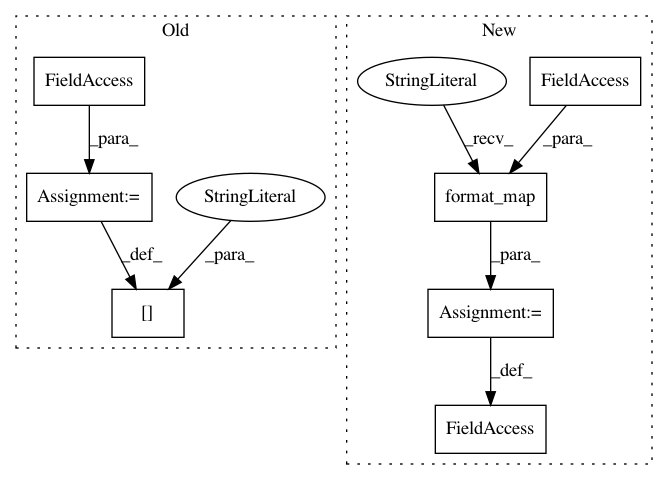 Old
New
FieldAccess
StringLiteral
FieldAccess
_para_
_recv_
_para_
Assignment:=
StringLiteral
format_map
_def_
_para_
_para_
[]
Assignment:=
_def_
FieldAccess